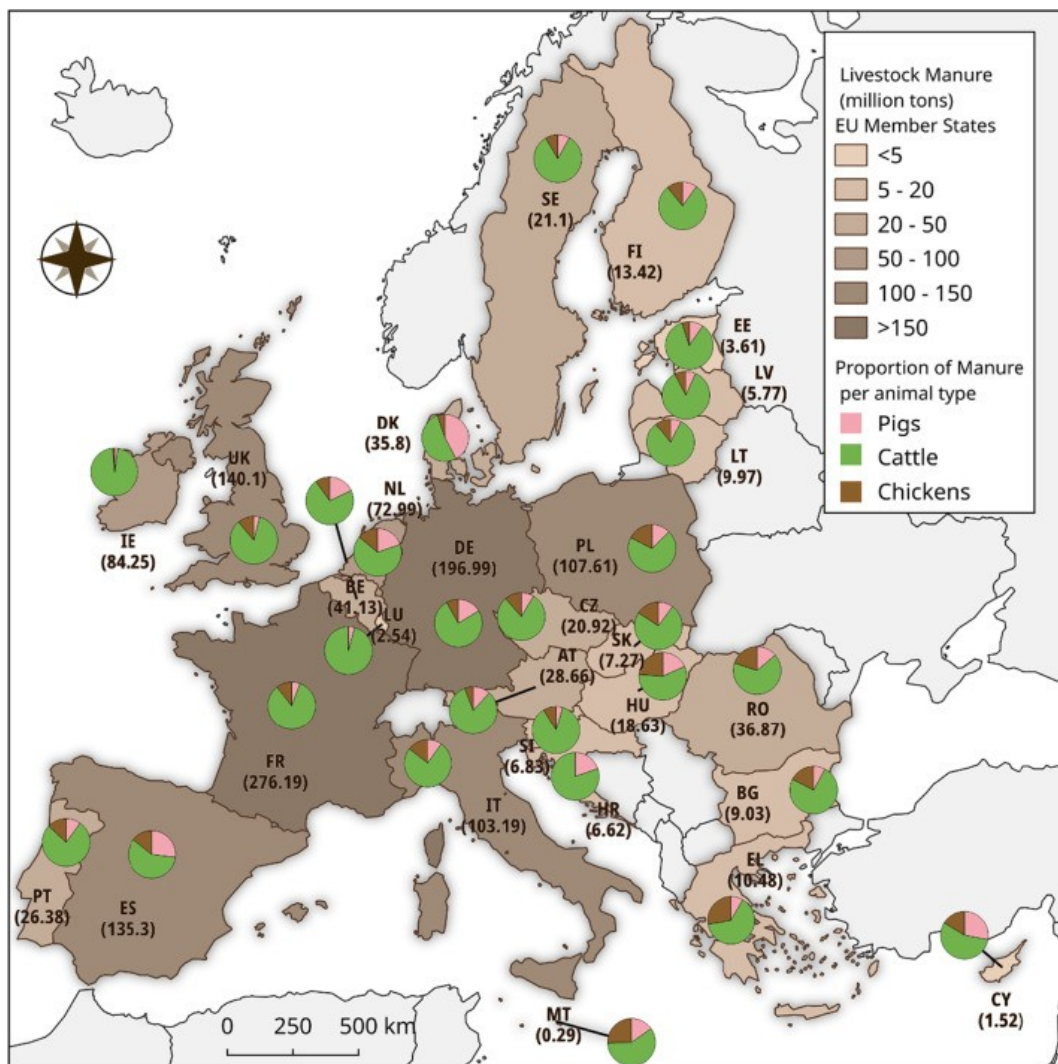 Livestock Manure
(million tons)
EU Member States
<5
5 - 20
20 - 50
50 - 100
100 - 150
>150
Proportion of Manure
per animal type
Pigs
Cattle
Chickens
SE
(21.1)
FI
(13.42)
EE
(3.61)
LV
(5.77)
LT
(9.97)
DK
(35.8)
UK
(140.1)
IE
(84.25)
NL
(72.99)
DE
(196.99)
PL
(107.61)
BE
(41.13)
LU
(2.54)
CZ
(20.92)
SK
(7.27)
AT
(28.66)
HU
(18.63)
RO
(36.87)
FR
(276.19)
SI
(6.83)
HR
(6.62)
IT
(103.19)
BG
(9.03)
EL
(10.48)
PT
(26.38)
ES
(135.3)
CY
(1.52)
MT
(0.29)
0 250 500 km